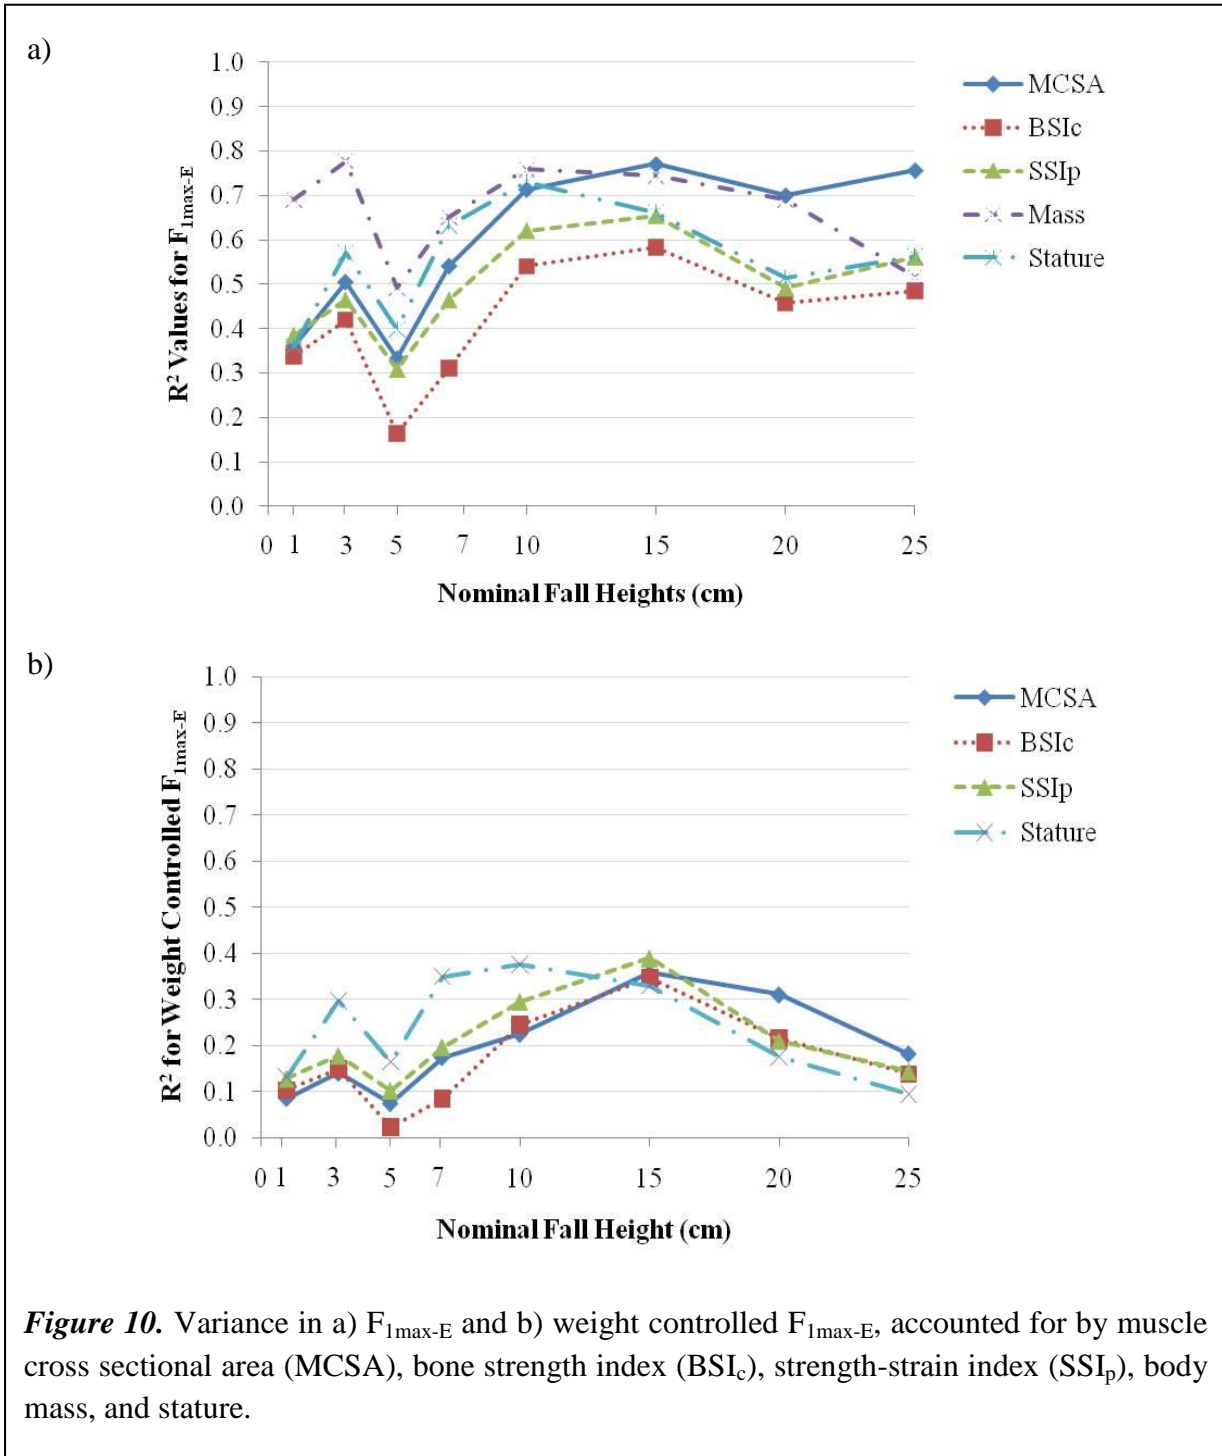 a)
1.0
0.9
0.8
0.7
0.6
0.5
0.4
0.3
0.2
0.1
0.0
R² Values for F1max-E
0 1 3 5 7 10 15 20 25
Nominal Fall Heights (cm)
MCSA
BSIc
SSIp
Mass
Stature
b)
1.0
0.9
0.8
0.7
0.6
0.5
0.4
0.3
0.2
0.1
0.0
R² for Weight Controlled F1max-E
0 1 3 5 7 10 15 20 25
Nominal Fall Height (cm)
MCSA
BSIc
SSIp
Stature
Figure 10. Variance in a) F1max-E and b) weight controlled F1max-E, accounted for by muscle
cross sectional area (MCSA), bone strength index (BSIc), strength-strain index (SSIp), body
mass, and stature.